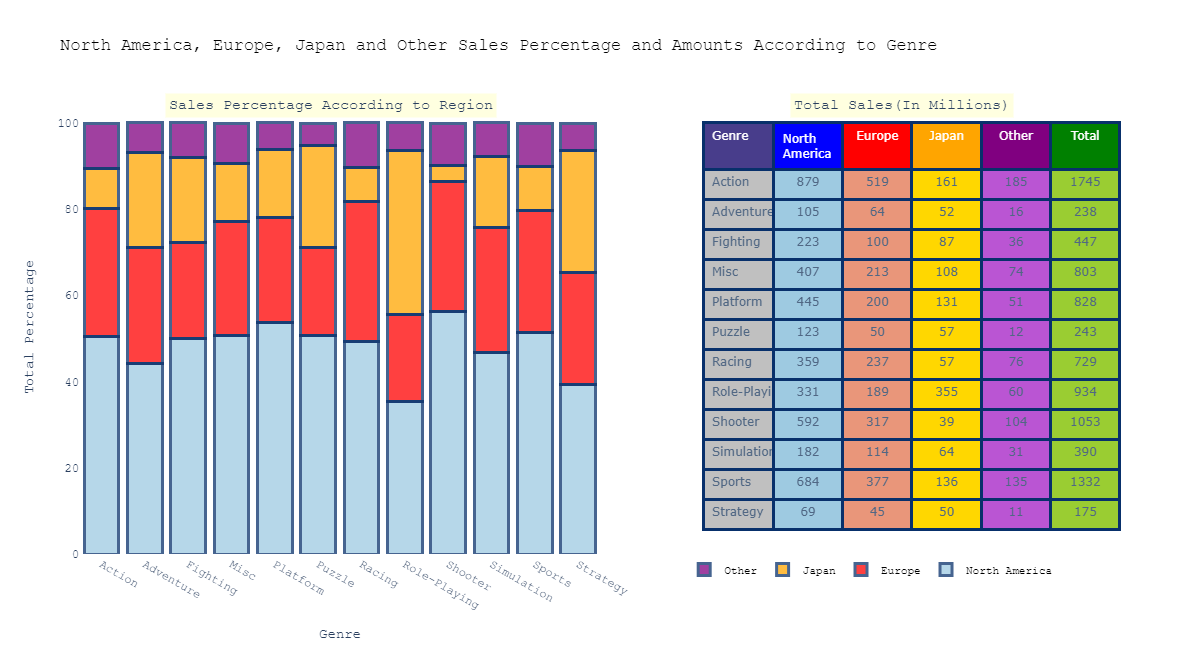 North America, Europe, Japan and Other Sales Percentage and Amounts According to Genre
Sales Percentage According to Region
Total Percentage
100
80
60
40
20
0
Action
Adventure
Fighting
Misc
Platform
Puzzle
Racing
Role-Playing
Shooter
Simulation
Sports
Strategy
Genre
Total Sales(In Millions)
Genre North America Europe Japan Other Total
Action 879 519 161 185 1745
Adventure 105 64 52 16 238
Fighting 223 100 87 36 447
Misc 407 213 108 74 803
Platform 445 200 131 51 828
Puzzle 123 50 57 12 243
Racing 359 237 57 76 729
Role-Playi 331 189 355 60 934
Shooter 592 317 39 104 1053
Simulation 182 114 64 31 390
Sports 684 377 136 135 1332
Strategy 69 45 50 11 175
Other Japan Europe North America